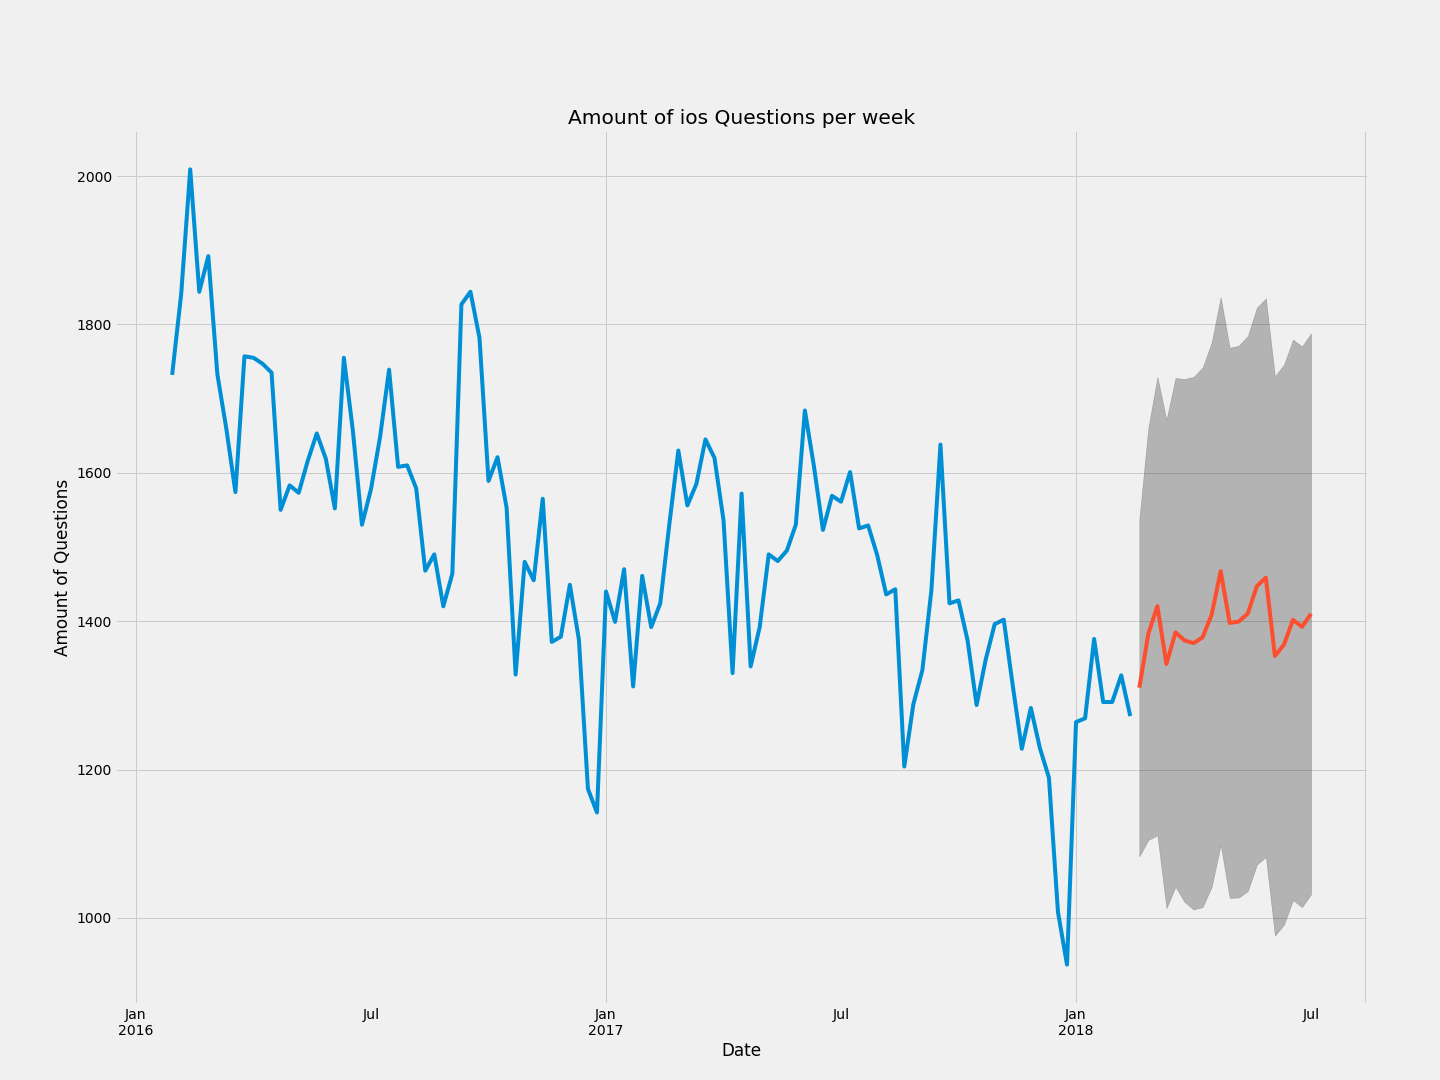 Amount of ios Questions per week
2000
1800
1600
1400
1200
1000
Amount of Questions
Jan Jul Jan Jul Jan Jul
2016 2017 2018
Date